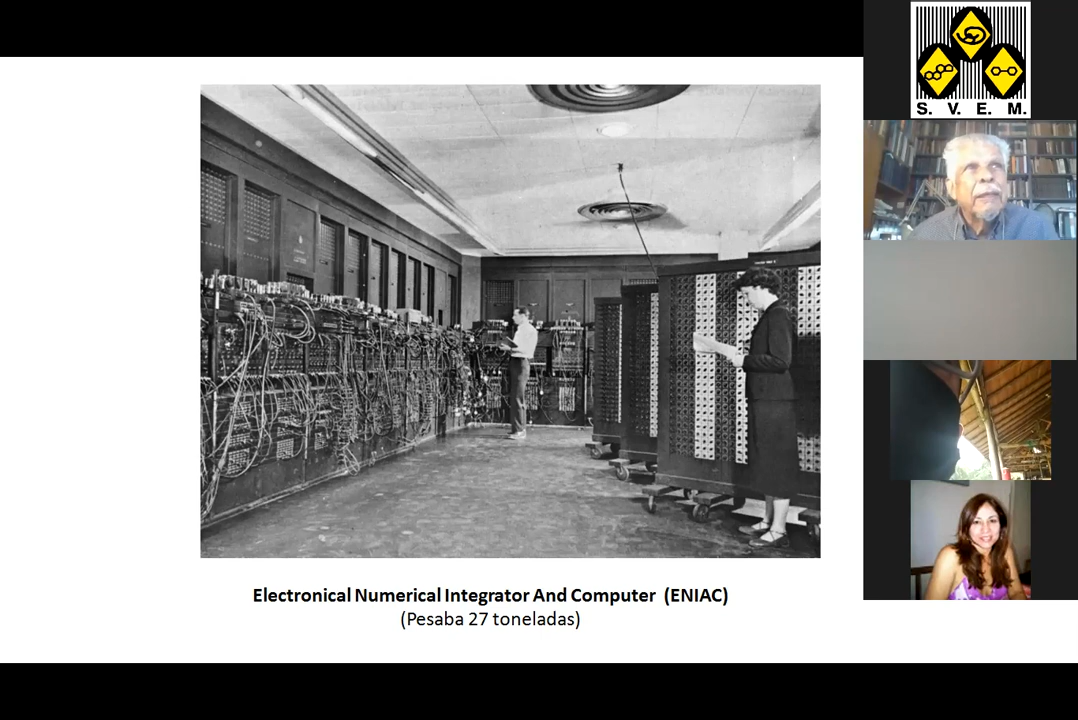 S. V. E. M.
Electronical Numerical Integrator And Computer (ENIAC)
(Pesaba 27 toneladas)